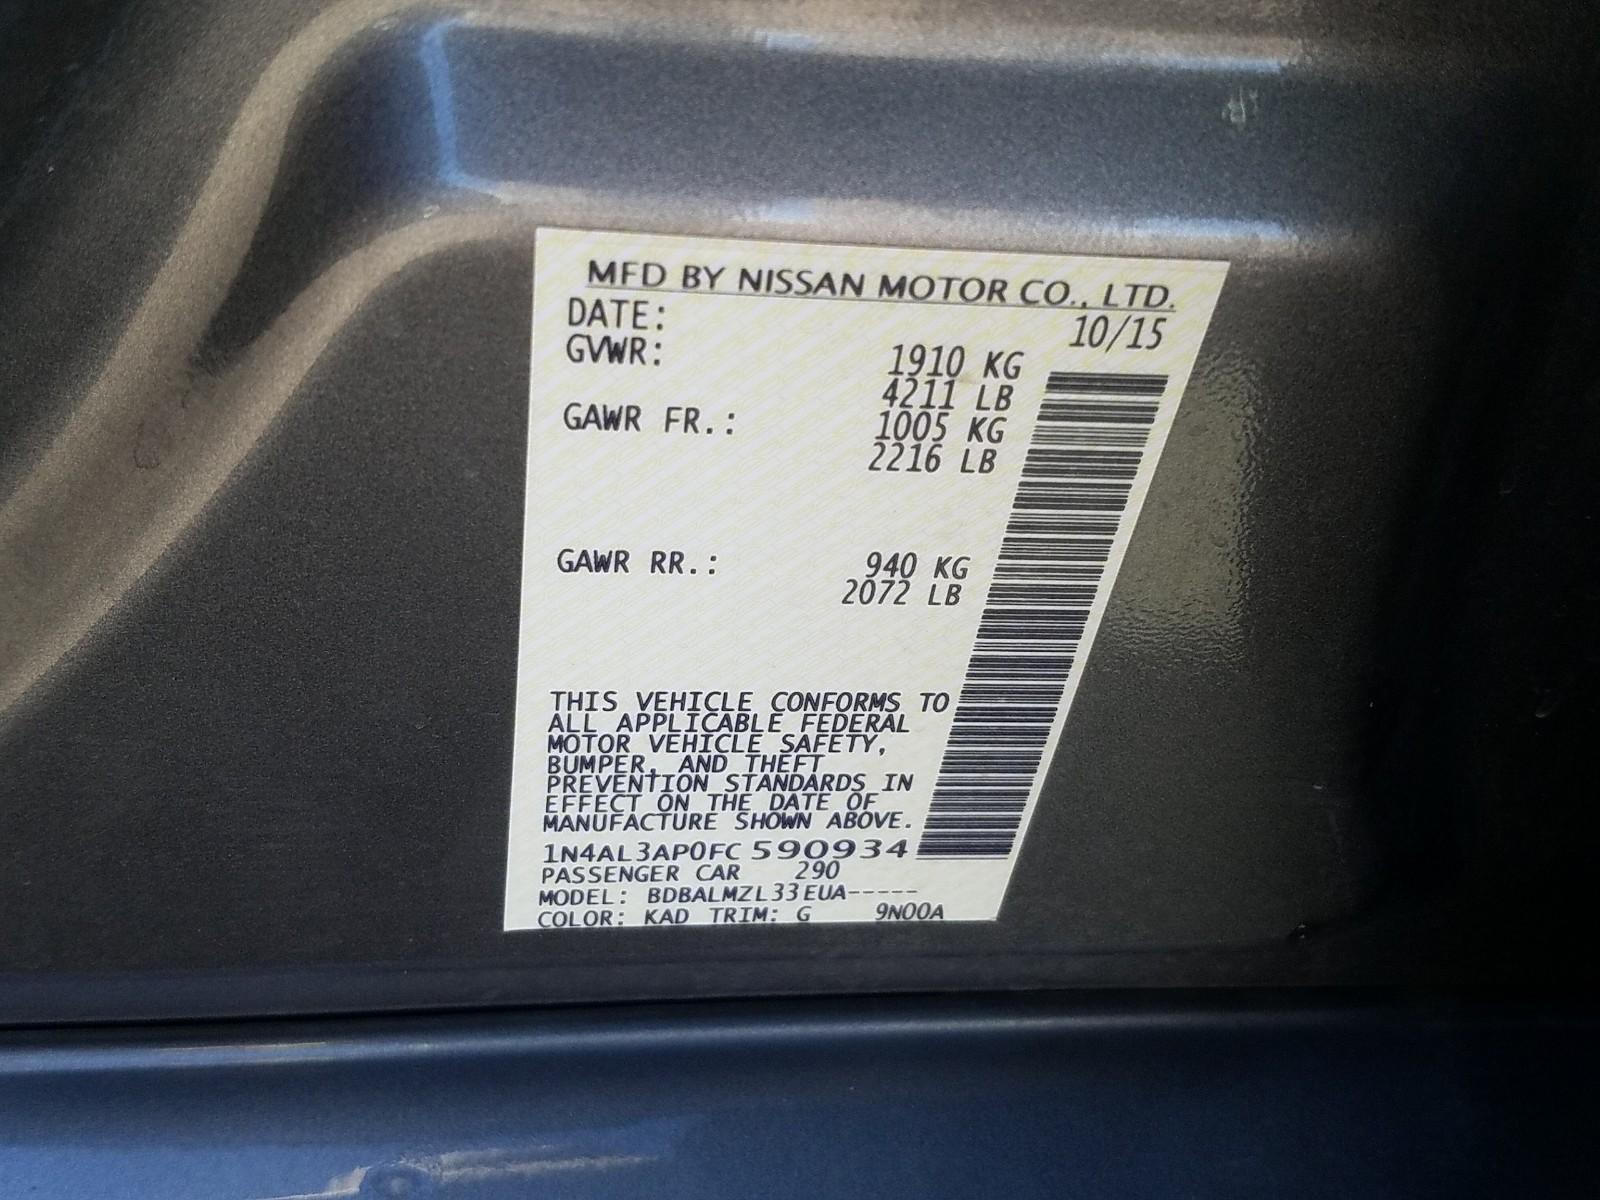 MFD BY NISSAN MOTOR CO., LTD.
DATE: 10/15
GVWR: 1910 KG
4211 LB
GAWR FR.: 1005 KG
2216 LB
GAWR RR.: 940 KG
2072 LB
THIS VEHICLE CONFORMS TO
ALL APPLICABLE FEDERAL
MOTOR VEHICLE SAFETY,
BUMPER, AND THEFT
PREVENTION STANDARDS IN
EFFECT ON THE DATE OF
MANUFACTURE SHOWN ABOVE.
1N4AL3AP0FC590934
PASSENGER CAR 290
MODEL: BDBALMZL33EUA-----
COLOR: KAD TRIM: G 9N00A